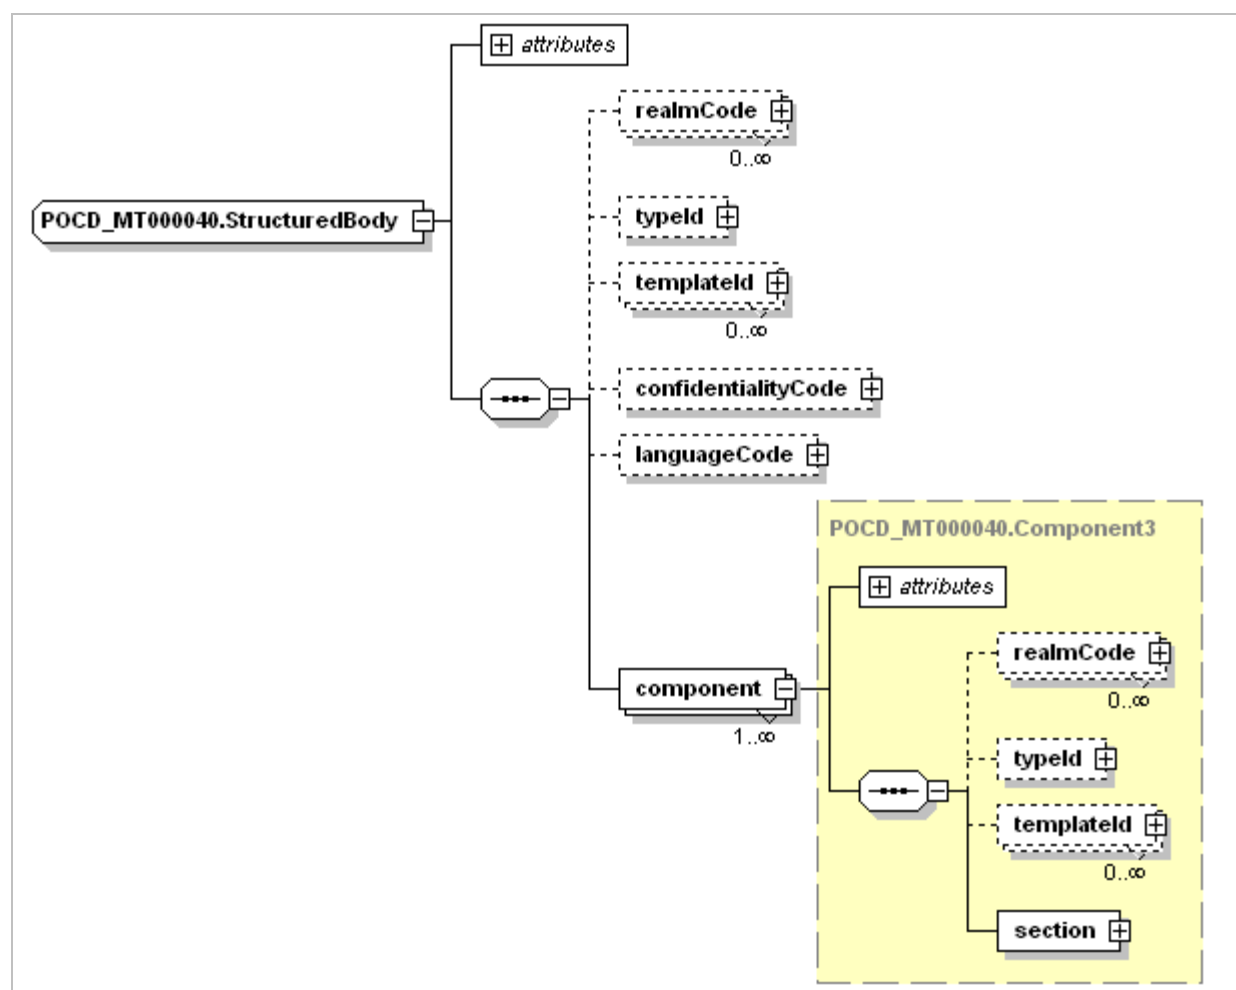 attributes
realmCode
0..∞
POCD_MT000040.StructuredBody
typeId
templateId
0..∞
confidentialityCode
languageCode
POCD_MT000040.Component3
attributes
realmCode
0..∞
component
1..∞
typeId
templateId
0..∞
section